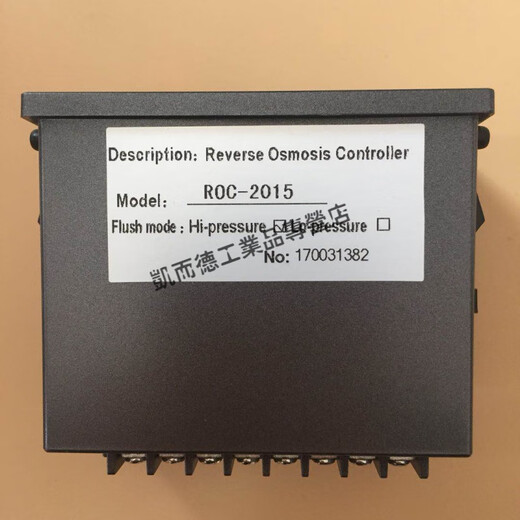 Description: Reverse Osmosis Controller
Model: ROC-2015
Flush mode: Hi-pressure ☑ Lo-pressure ☐
No: 170031382
凱而德工業品專營店